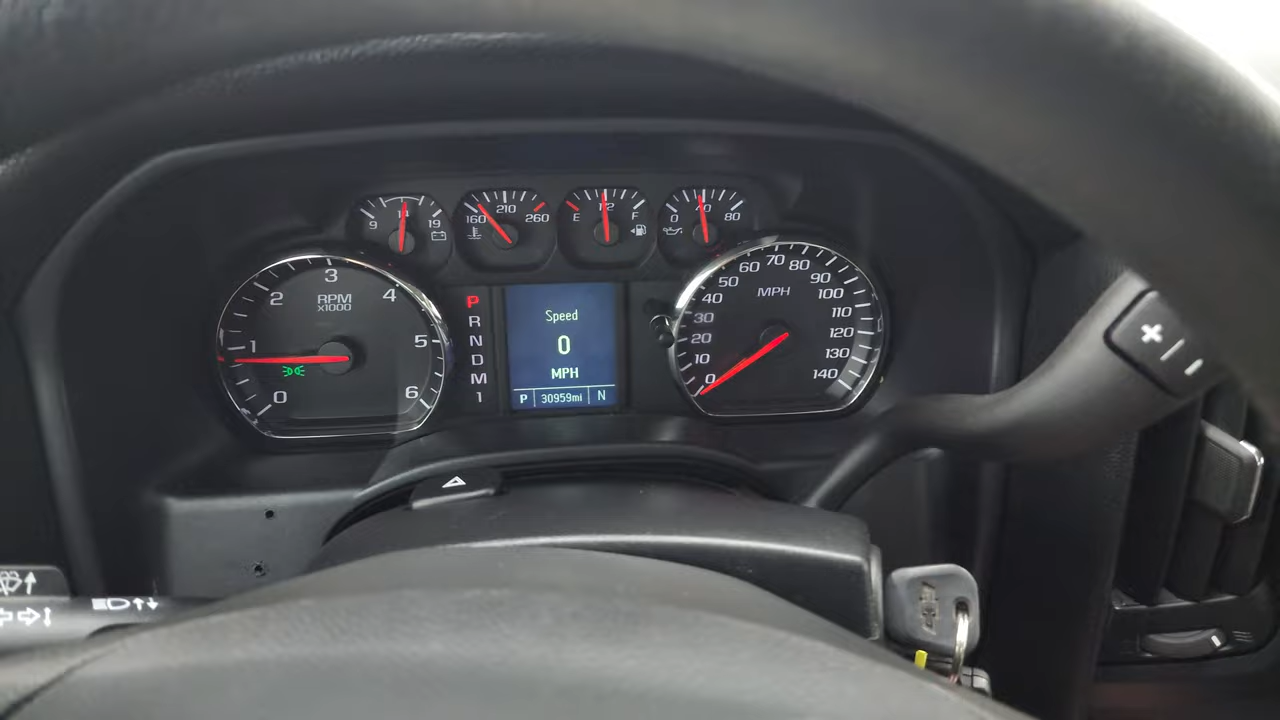 9 14 19
160 210 260
E 1/2 F
0 40 80
0 1 2 3 4 5 6
RPM
x1000
P
R
N
D
M
1
Speed
0
MPH
P 30959mi N
0 10 20 30 40 50 60 70 80 90 100 110 120 130 140
MPH
+